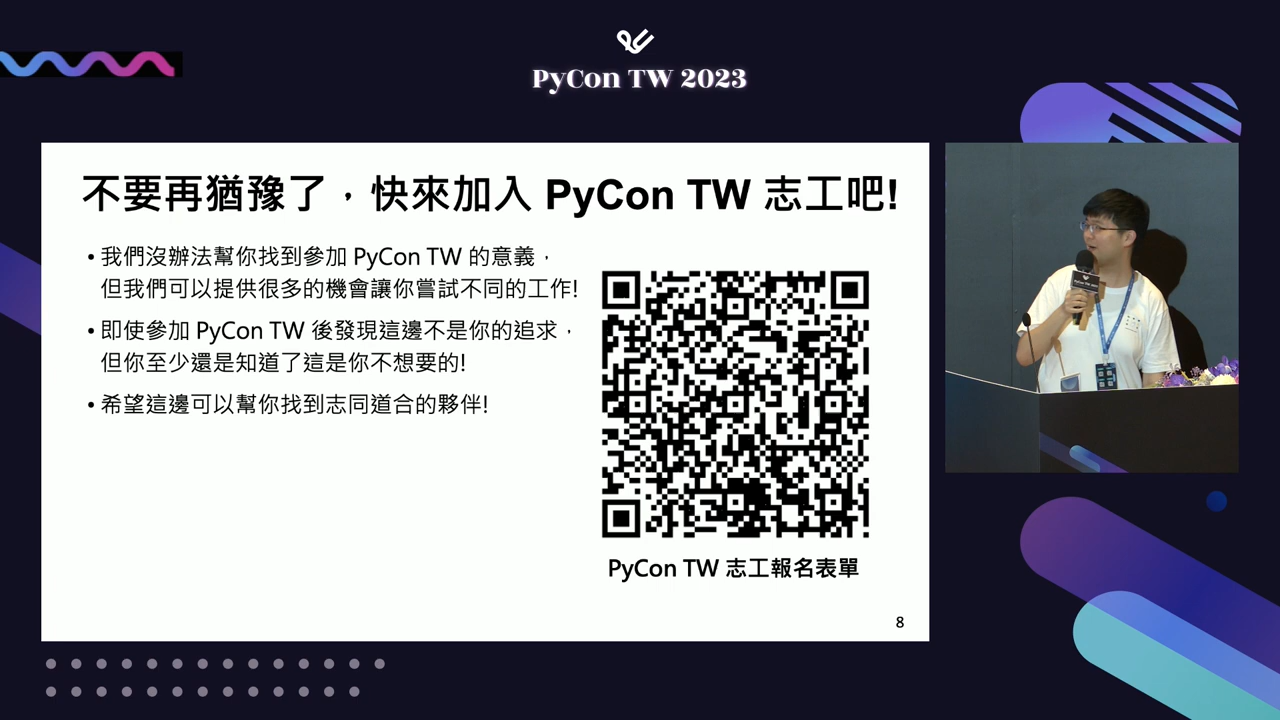 PyCon TW 2023
不要再猶豫了，快來加入 PyCon TW 志工吧!
• 我們沒辦法幫你找到參加 PyCon TW 的意義，
但我們可以提供很多的機會讓你嘗試不同的工作!
• 即使參加 PyCon TW 後發現這邊不是你的追求，
但你至少還是知道了這是你不想要的!
• 希望這邊可以幫你找到志同道合的夥伴!
PyCon TW 志工報名表單
8